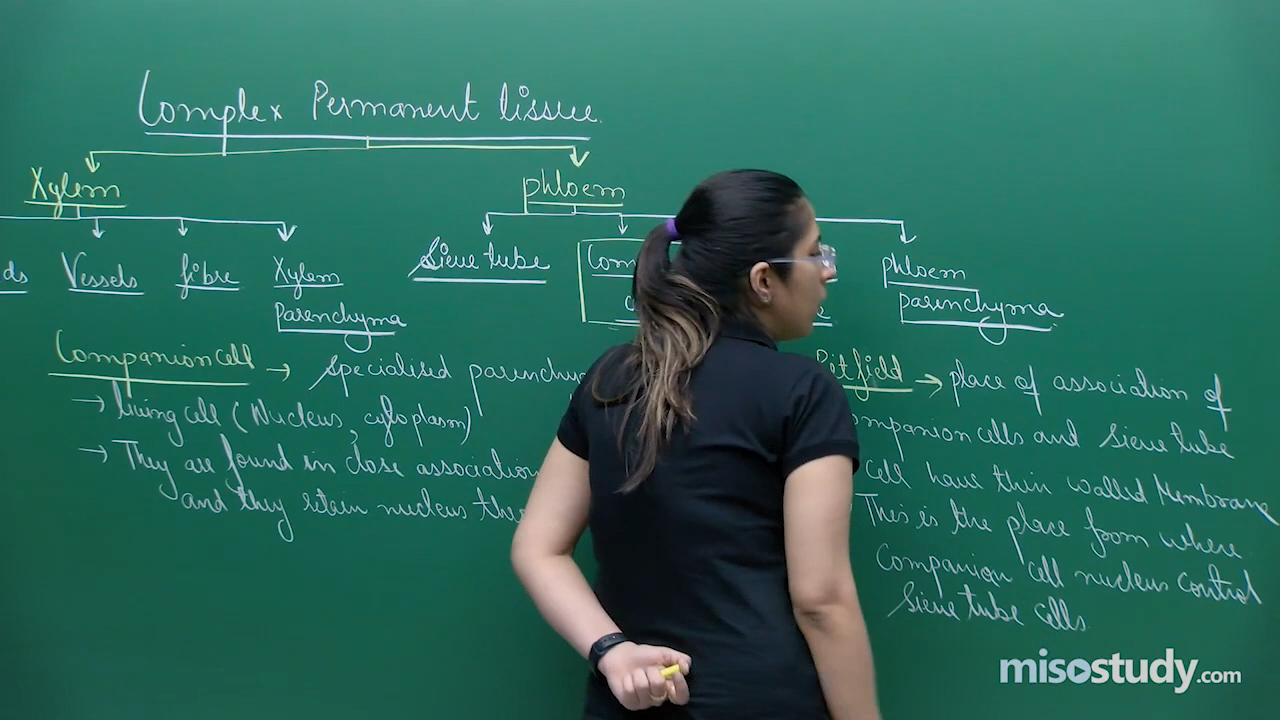 Complex Permanent tissue.
Xylem
phloem
ds
Vessels
fibre
Xylem
Parenchyma
Sieve tube
Com
phloem
parenchyma
Companion cell → specialised parenchy
→ living cell (Nucleus, cytoplasm)
→ They are found in close association
and they retain nucleus the
Pit field → place of association of
ompanion cells and Sieve tube
cell have thin walled Membrane
This is the place from where
Companion cell nucleus control
Sieve tube cells
misostudy.com